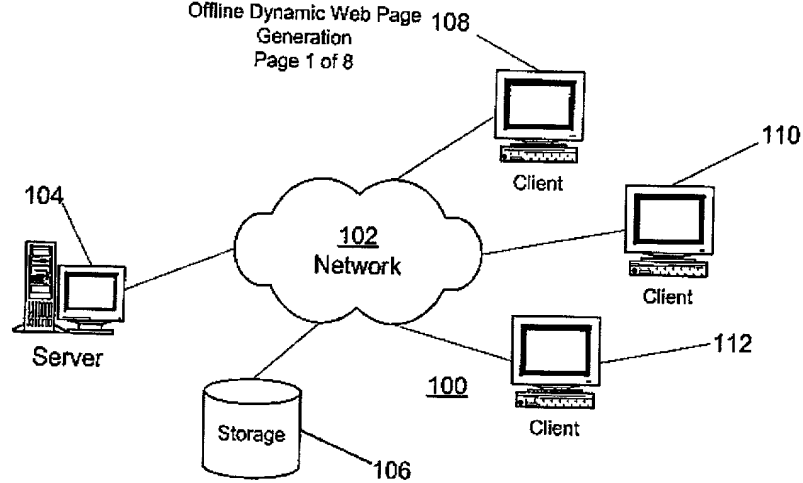 Offline Dynamic Web Page
Generation
Page 1 of 8
108
110
Client
104
102
Network
Client
Server
112
100
Client
Storage
106